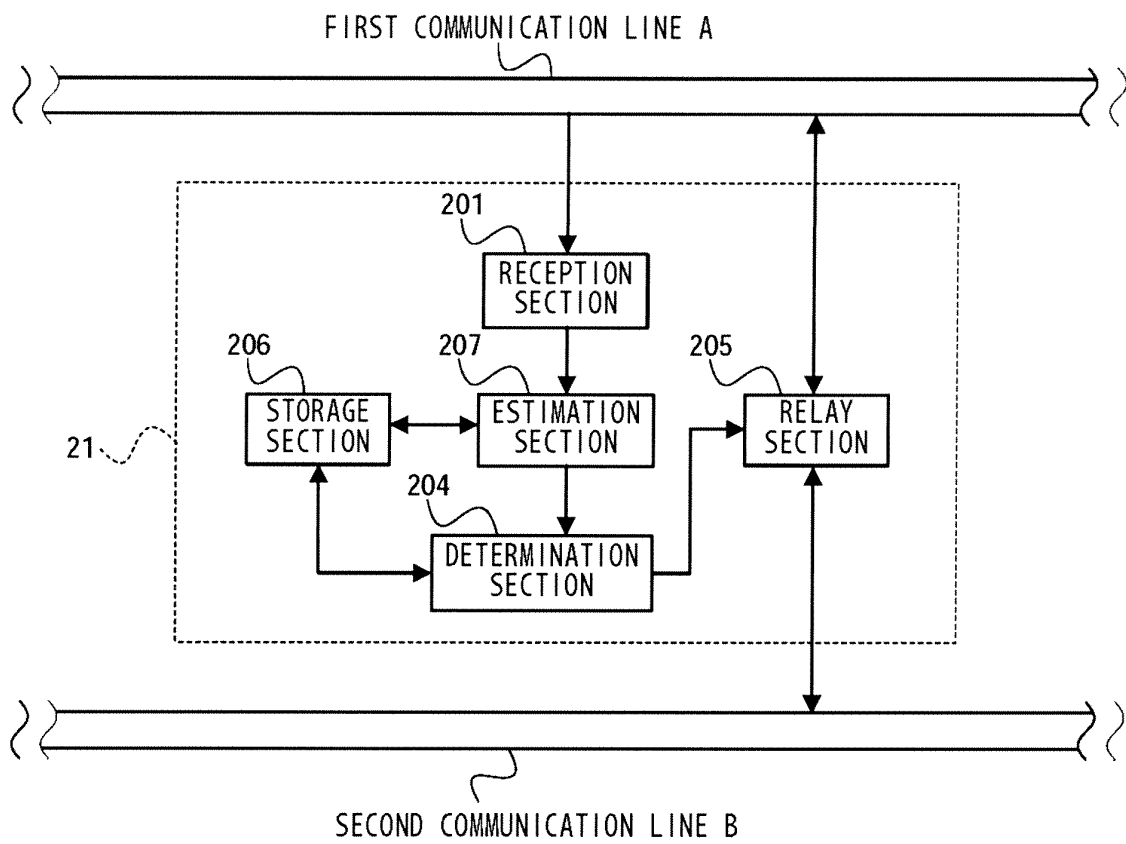 FIRST COMMUNICATION LINE A
201
RECEPTION
SECTION
206
207
205
STORAGE
SECTION
ESTIMATION
SECTION
RELAY
SECTION
21
204
DETERMINATION
SECTION
SECOND COMMUNICATION LINE B